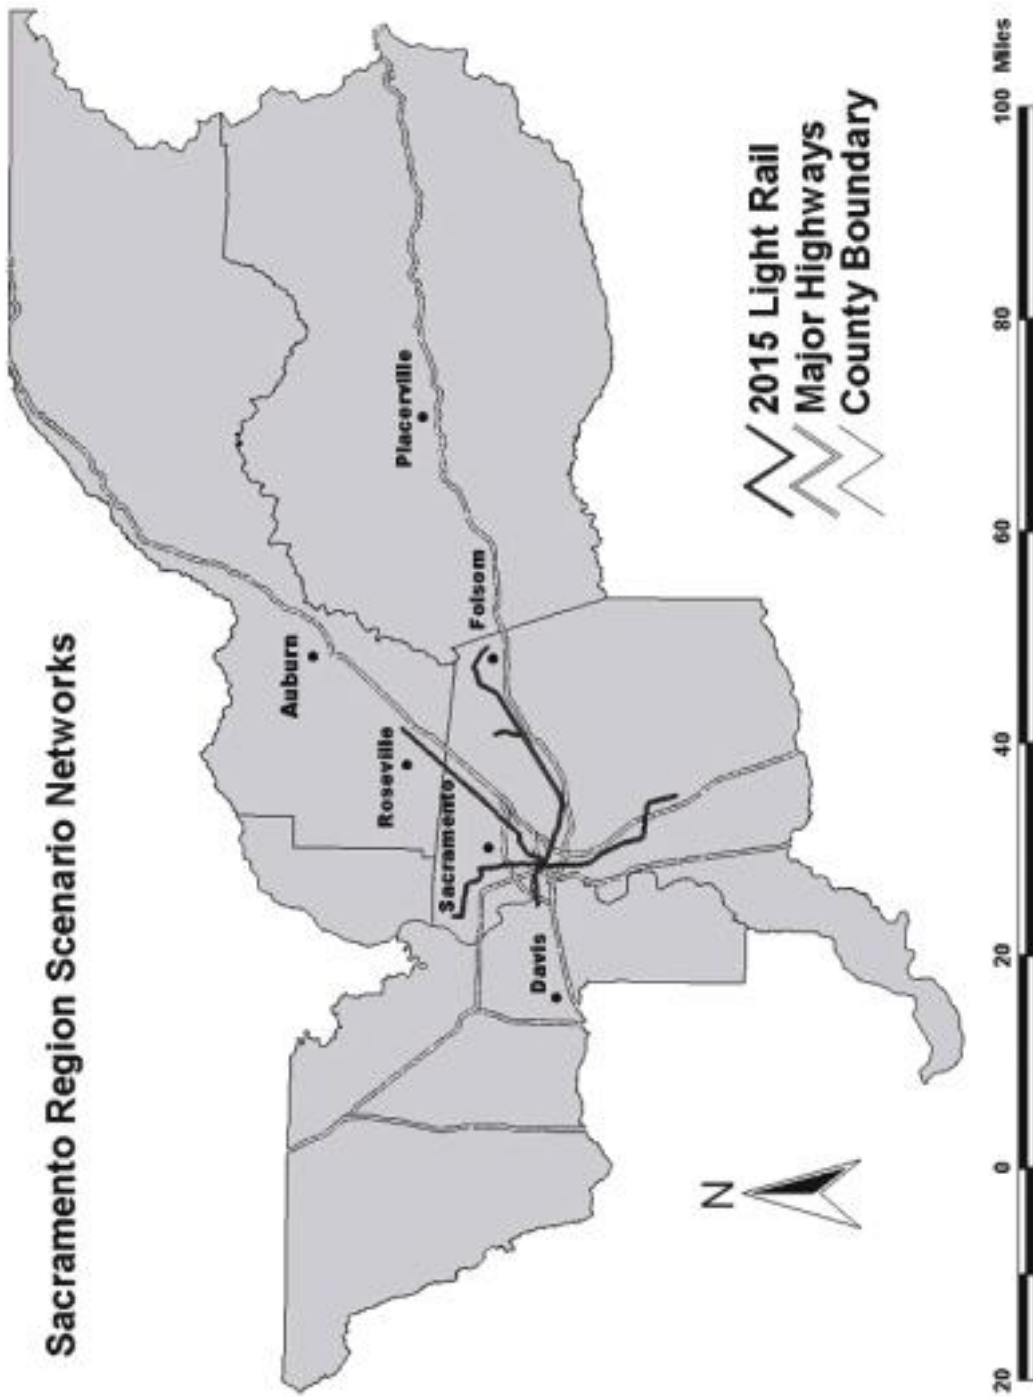 Sacramento Region Scenario Networks
Auburn
Roseville
Sacramento
Davis
Folsom
Placerville
N
2015 Light Rail
Major Highways
County Boundary
20 0 20 40 60 80 100 Miles